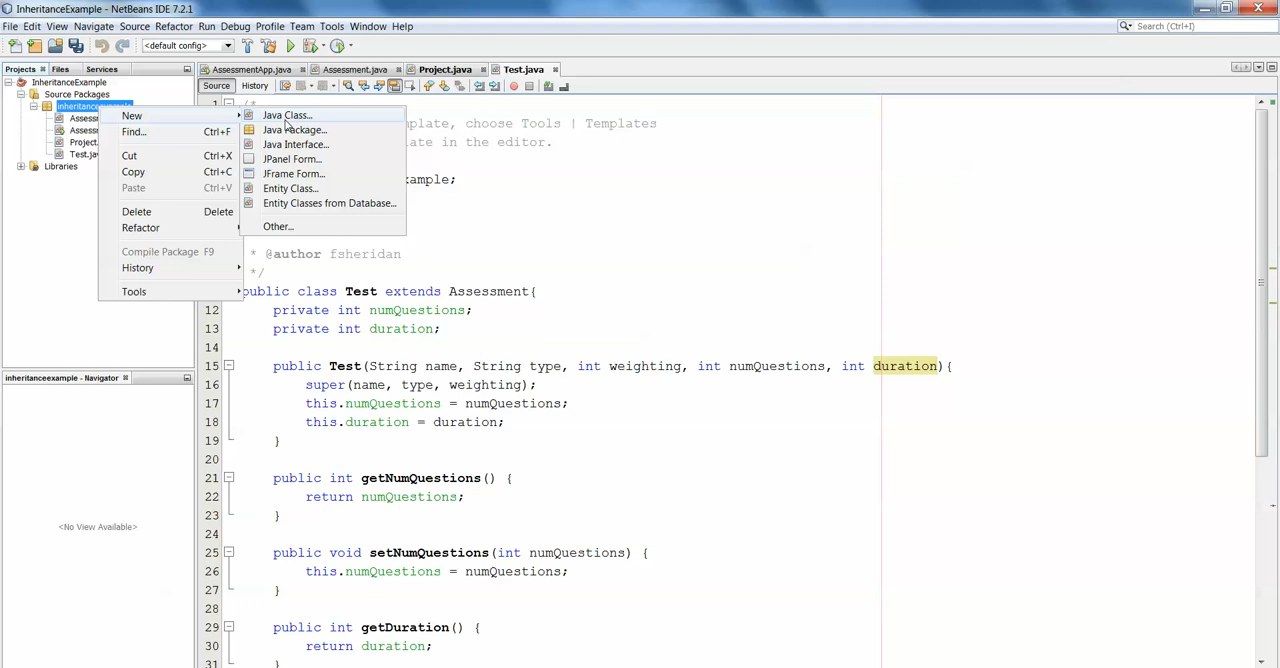 InheritanceExample - NetBeans IDE 7.2.1
File Edit View Navigate Source Refactor Run Debug Profile Team Tools Window Help
Search (Ctrl+I)
<default config>
Projects Files Services
AssessmentApp.java Assessment.java Project.java Test.java
InheritanceExample
Source Packages
inheritanceexample
Assess
Assess
Project.
Test.ja
Libraries
Source History
New
Find... Ctrl+F
Cut Ctrl+X
Copy Ctrl+C
Paste Ctrl+V
Delete Delete
Refactor
Compile Package F9
History
Tools
Java Class...
Java Package...
Java Interface...
JPanel Form...
JFrame Form...
Entity Class...
Entity Classes from Database...
Other...
1 /*
mplate, choose Tools | Templates
ate in the editor.
ample;
* @author fsheridan
*/
public class Test extends Assessment{
12 private int numQuestions;
13 private int duration;
14
15 public Test(String name, String type, int weighting, int numQuestions, int duration){
16 super(name, type, weighting);
17 this.numQuestions = numQuestions;
18 this.duration = duration;
19 }
20
21 public int getNumQuestions() {
22 return numQuestions;
23 }
24
25 public void setNumQuestions(int numQuestions) {
26 this.numQuestions = numQuestions;
27 }
28
29 public int getDuration() {
30 return duration;
31 }
inheritanceexample - Navigator
<No View Available>